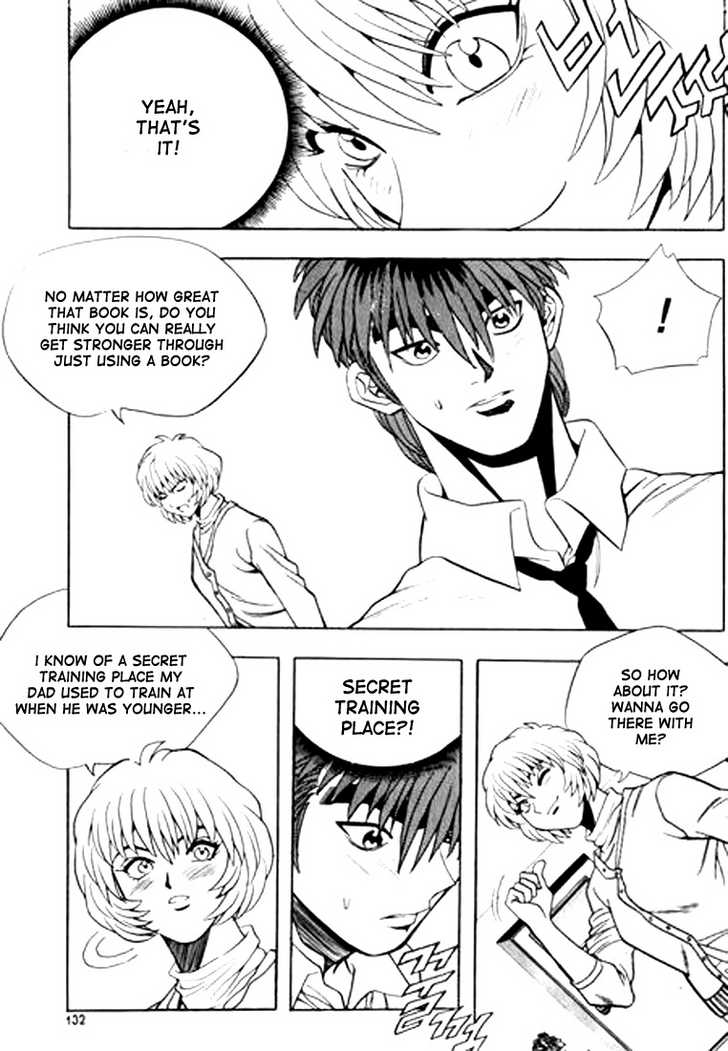 YEAH,
THAT'S
IT!
NO MATTER HOW GREAT
THAT BOOK IS, DO YOU
THINK YOU CAN REALLY
GET STRONGER THROUGH
JUST USING A BOOK?
!
I KNOW OF A SECRET
TRAINING PLACE MY
DAD USED TO TRAIN AT
WHEN HE WAS YOUNGER...
SECRET
TRAINING
PLACE?!
SO HOW
ABOUT IT?
WANNA GO
THERE WITH
ME?
132